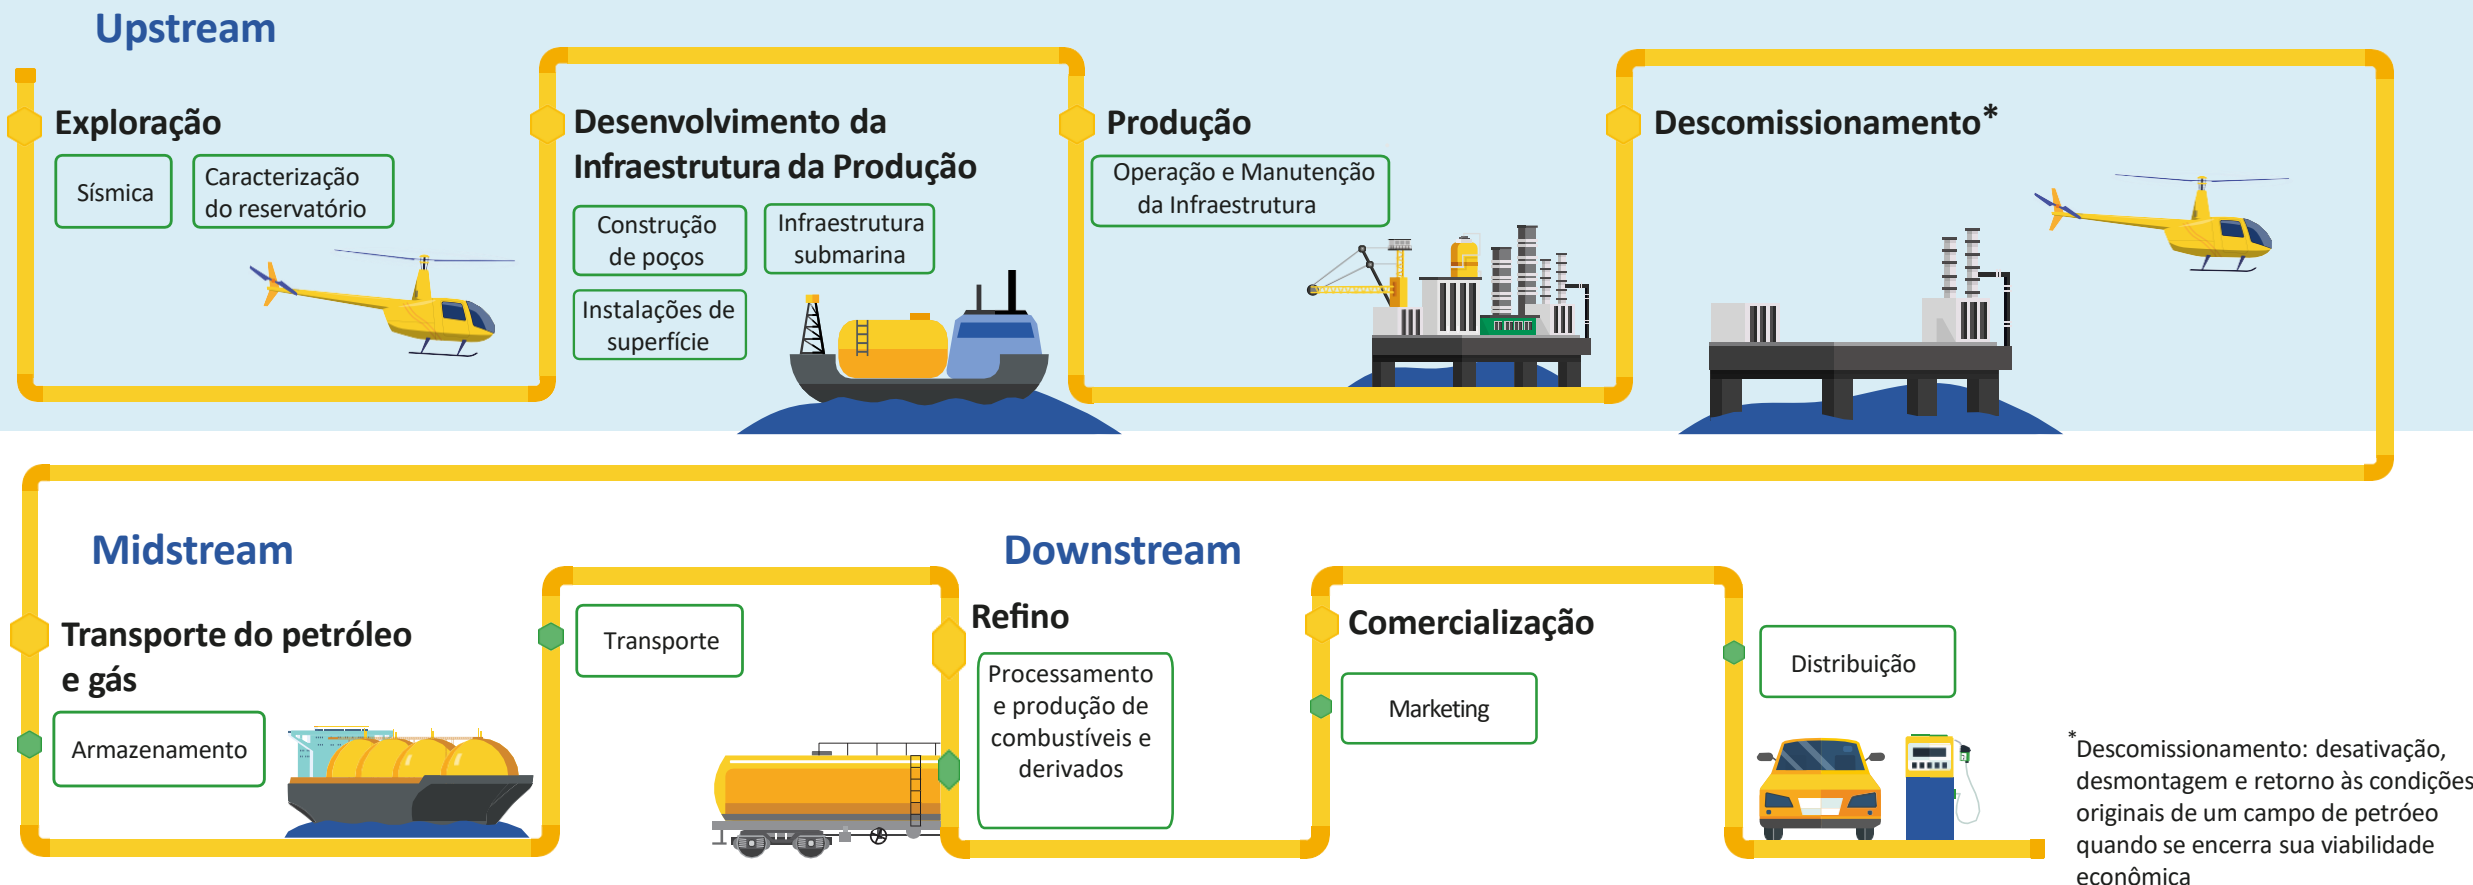 Upstream
Exploração
Sísmica
Caracterização
do reservatório
Desenvolvimento da
Infraestrutura da Produção
Construção
de poços
Infraestrutura
submarina
Instalações de
superfície
Produção
Operação e Manutenção
da Infraestrutura
Descomissionamento*
Midstream
Transporte do petróleo
e gás
Armazenamento
Transporte
Downstream
Refino
Processamento
e produção de
combustíveis e
derivados
Comercialização
Marketing
Distribuição
*Descomissionamento: desativação,
desmontagem e retorno às condições
originais de um campo de petróeo
quando se encerra sua viabilidade
econômica